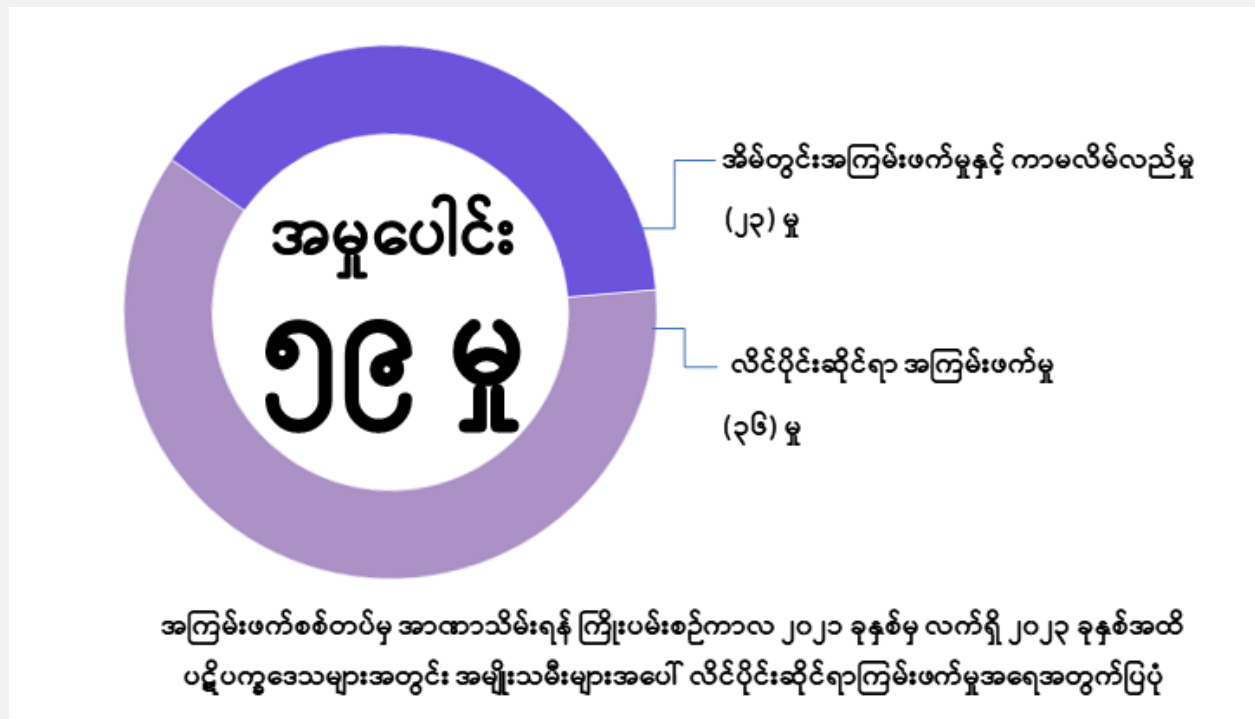 အမှုပေါင်း
၅၉ မှု
အိမ်တွင်းအကြမ်းဖက်မှုနှင့် ကာမလိမ်လည်မှု
(၂၃) မှု
လိင်ပိုင်းဆိုင်ရာ အကြမ်းဖက်မှု
(၃၆) မှု
အကြမ်းဖက်စစ်တပ်မှ အာဏာသိမ်းရန် ကြိုးပမ်းစဉ်ကာလ ၂၀၂၁ ခုနှစ်မှ လက်ရှိ ၂၀၂၃ ခုနှစ်အထိ
ပဋိပက္ခဒေသများအတွင်း အမျိုးသမီးများအပေါ် လိင်ပိုင်းဆိုင်ရာကြမ်းဖက်မှုအရေအတွက်ပြပုံ